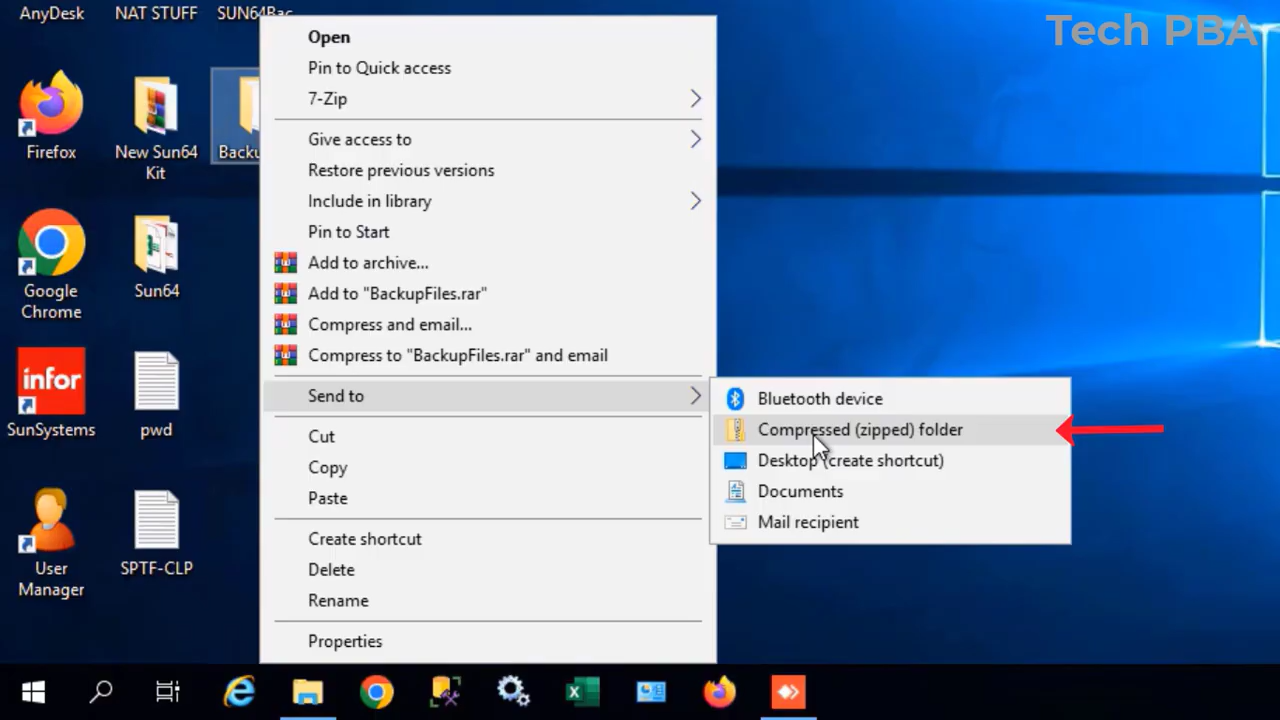 AnyDesk
NAT STUFF
SUN64Bac
Tech PBA
Firefox
New Sun64
Kit
Backu
Google
Chrome
Sun64
infor
SunSystems
pwd
User
Manager
SPTF-CLP
Open
Pin to Quick access
7-Zip
Give access to
Restore previous versions
Include in library
Pin to Start
Add to archive...
Add to "BackupFiles.rar"
Compress and email...
Compress to "BackupFiles.rar" and email
Send to
Cut
Copy
Paste
Create shortcut
Delete
Rename
Properties
Bluetooth device
Compressed (zipped) folder
Desktop (create shortcut)
Documents
Mail recipient